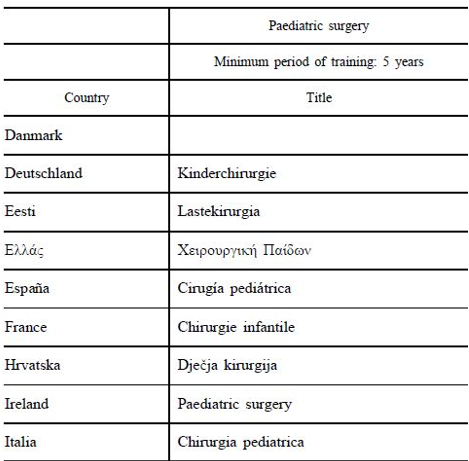 Paediatric surgery
Minimum period of training: 5 years
Country Title
Danmark
Deutschland Kinderchirurgie
Eesti Lastekirurgia
Ελλάς Χειρουργική Παίδων
España Cirugía pediátrica
France Chirurgie infantile
Hrvatska Dječja kirurgija
Ireland Paediatric surgery
Italia Chirurgia pediatrica